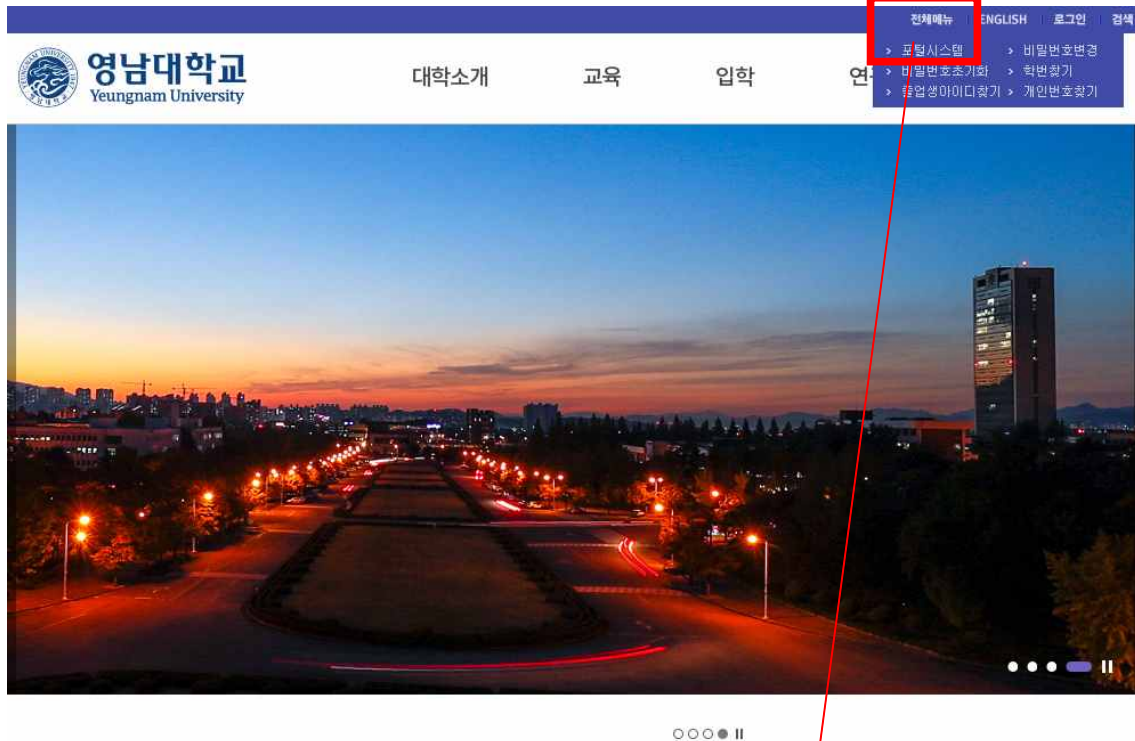 전체메뉴 ENGLISH 로그인 검색
> 포털시스템 > 비밀번호변경
> 비밀번호초기화 > 학번찾기
> 졸업생아이디찾기 > 개인번호찾기
영남대학교
Yeungnam University
대학소개 교육 입학